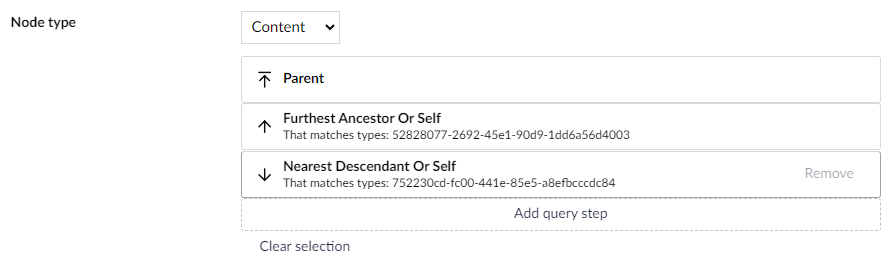 Node type
Content
Parent
Furthest Ancestor Or Self
That matches types: 52828077-2692-45e1-90d9-1dd6a56d4003
Nearest Descendant Or Self
That matches types: 752230cd-fc00-441e-85e5-a8efbcccdc84
Remove
Add query step
Clear selection